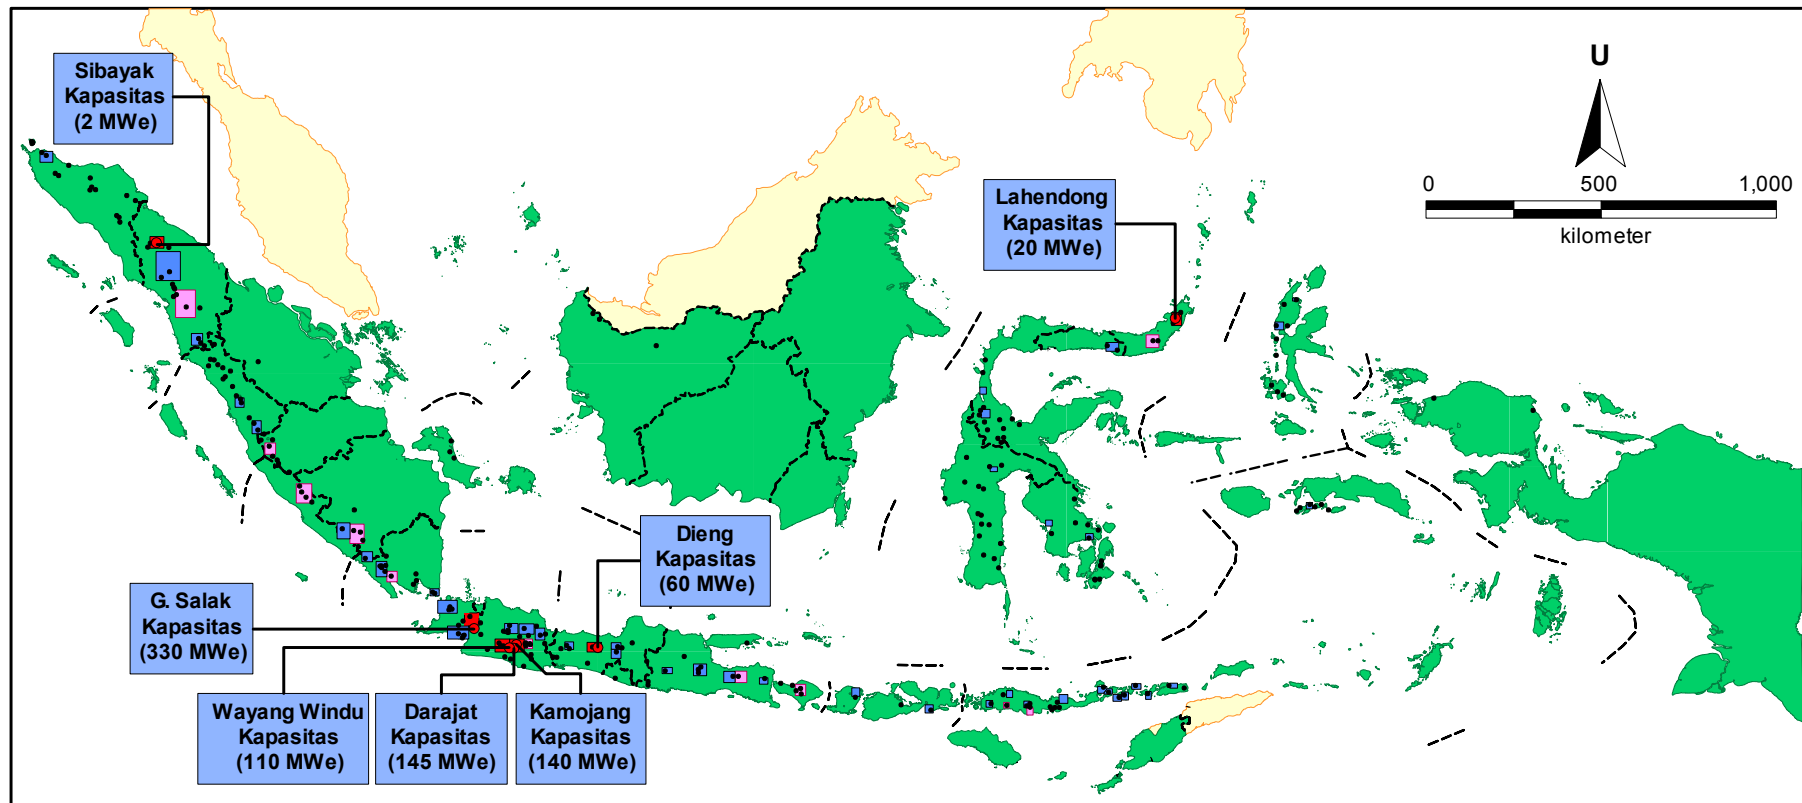 Sibayak
Kapasitas
(2 MWe)
U
0 500 1,000
kilometer
Lahendong
Kapasitas
(20 MWe)
Dieng
Kapasitas
(60 MWe)
G. Salak
Kapasitas
(330 MWe)
Wayang Windu
Kapasitas
(110 MWe)
Darajat
Kapasitas
(145 MWe)
Kamojang
Kapasitas
(140 MWe)